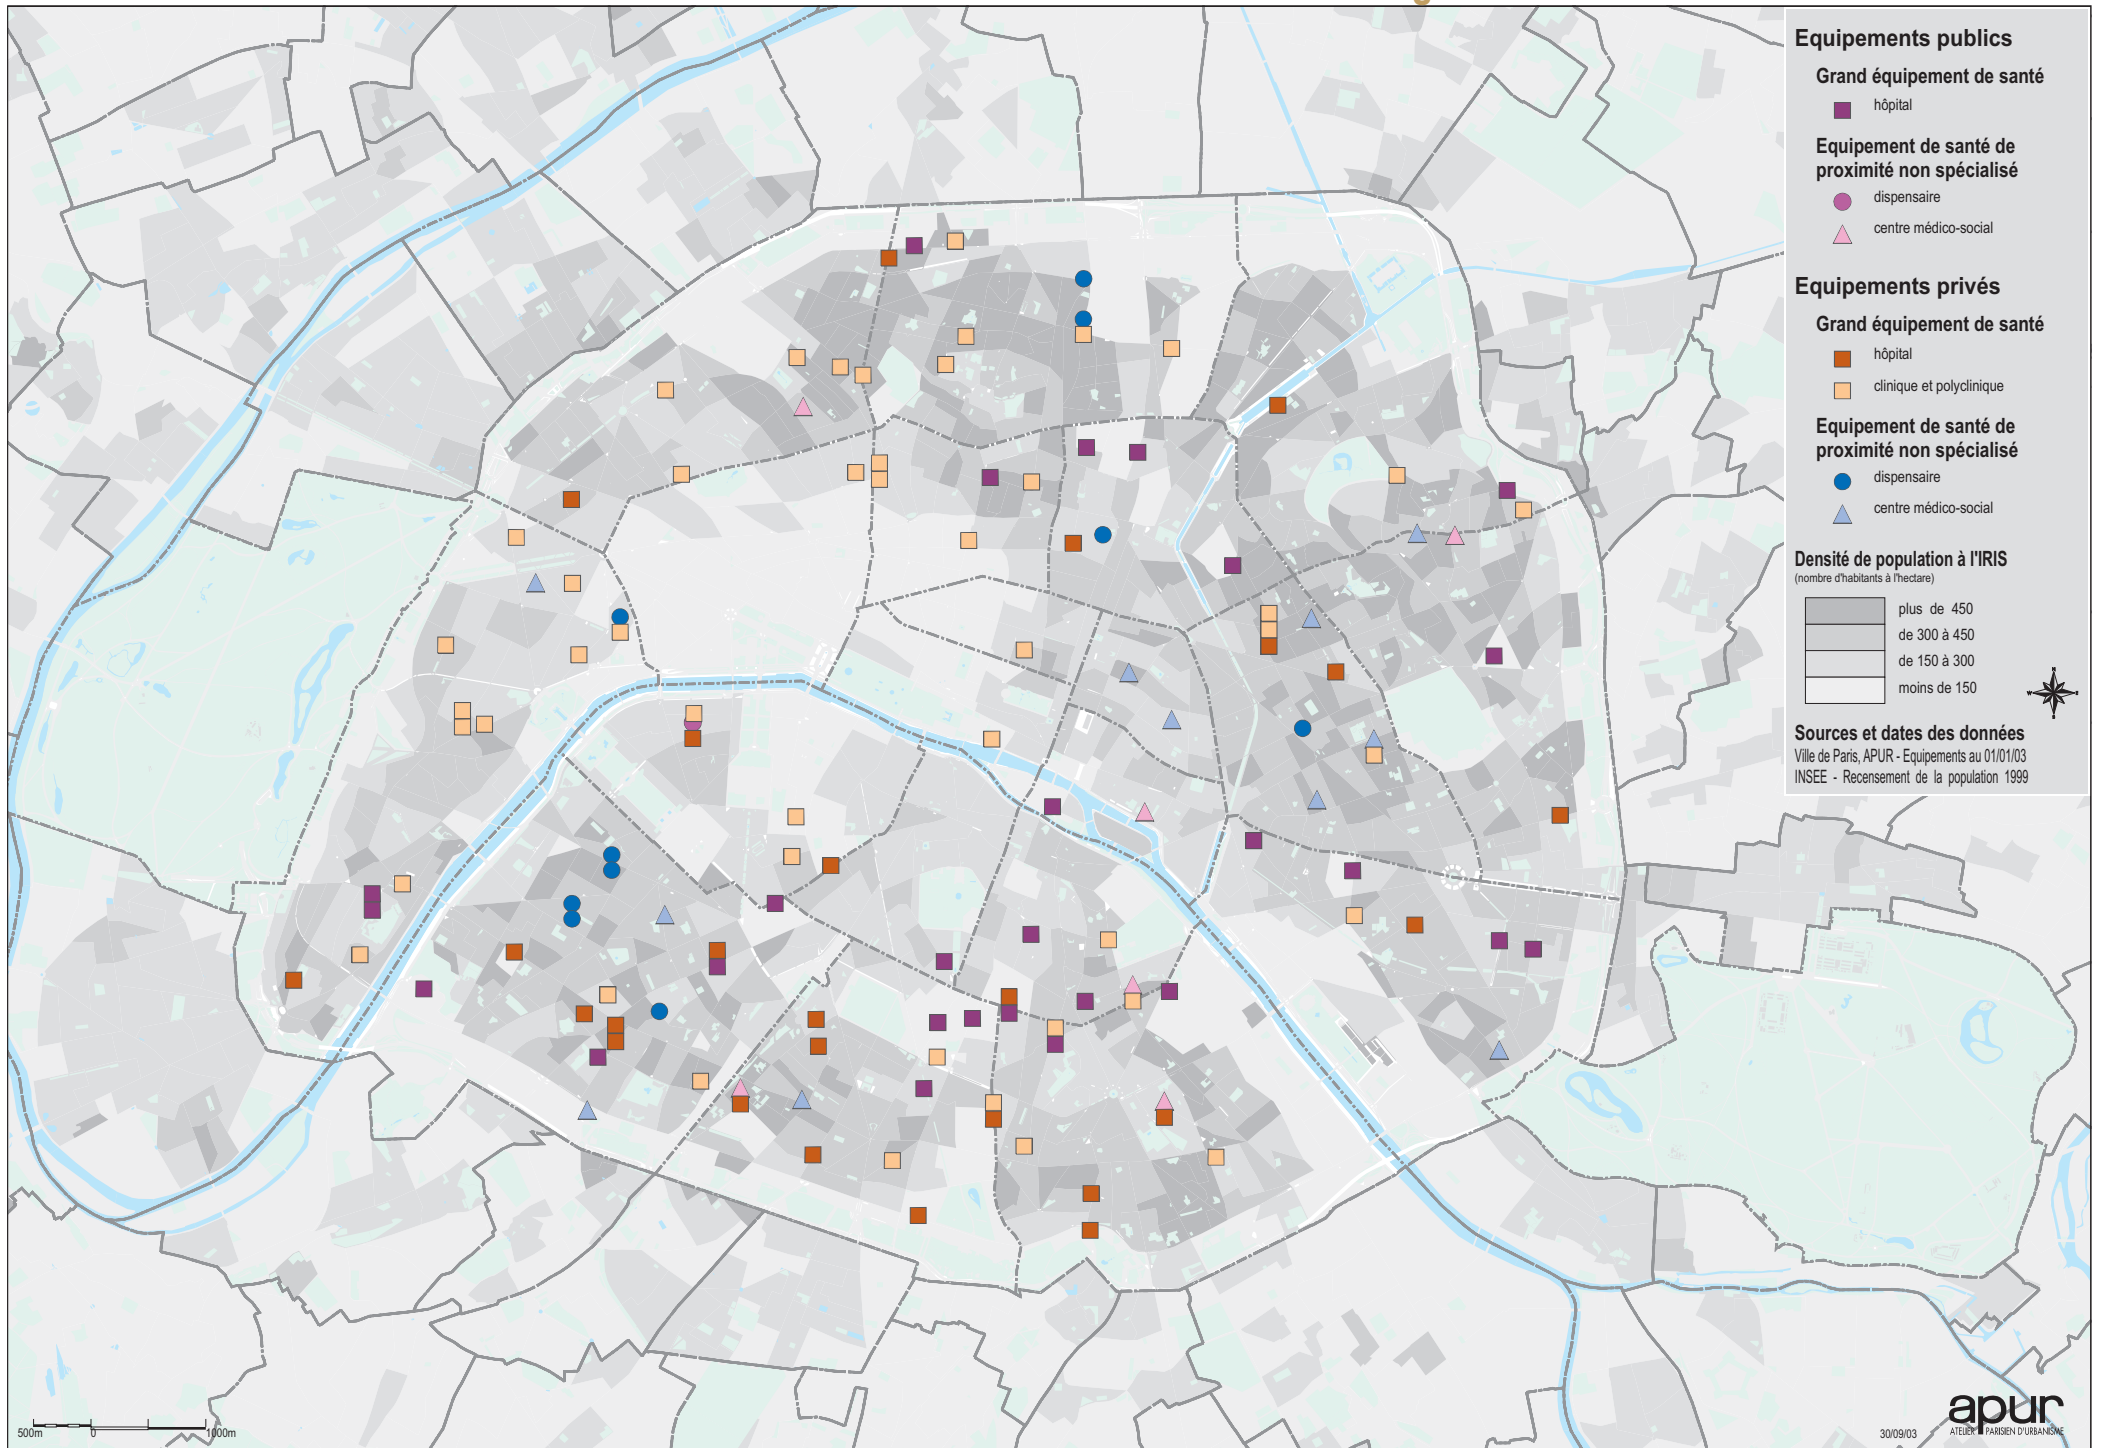 Equipements publics
Grand équipement de santé
hôpital
Equipement de santé de
proximité non spécialisé
dispensaire
centre médico-social
Equipements privés
Grand équipement de santé
hôpital
clinique et polyclinique
Equipement de santé de
proximité non spécialisé
dispensaire
centre médico-social
Densité de population à l'IRIS
(nombre d'habitants à l'hectare)
plus de 450
de 300 à 450
de 150 à 300
moins de 150
Sources et dates des données
Ville de Paris, APUR - Equipements au 01/01/03
INSEE - Recensement de la population 1999
500m 0 1000m
30/09/03
apur
ATELIER PARISIEN D'URBANISME